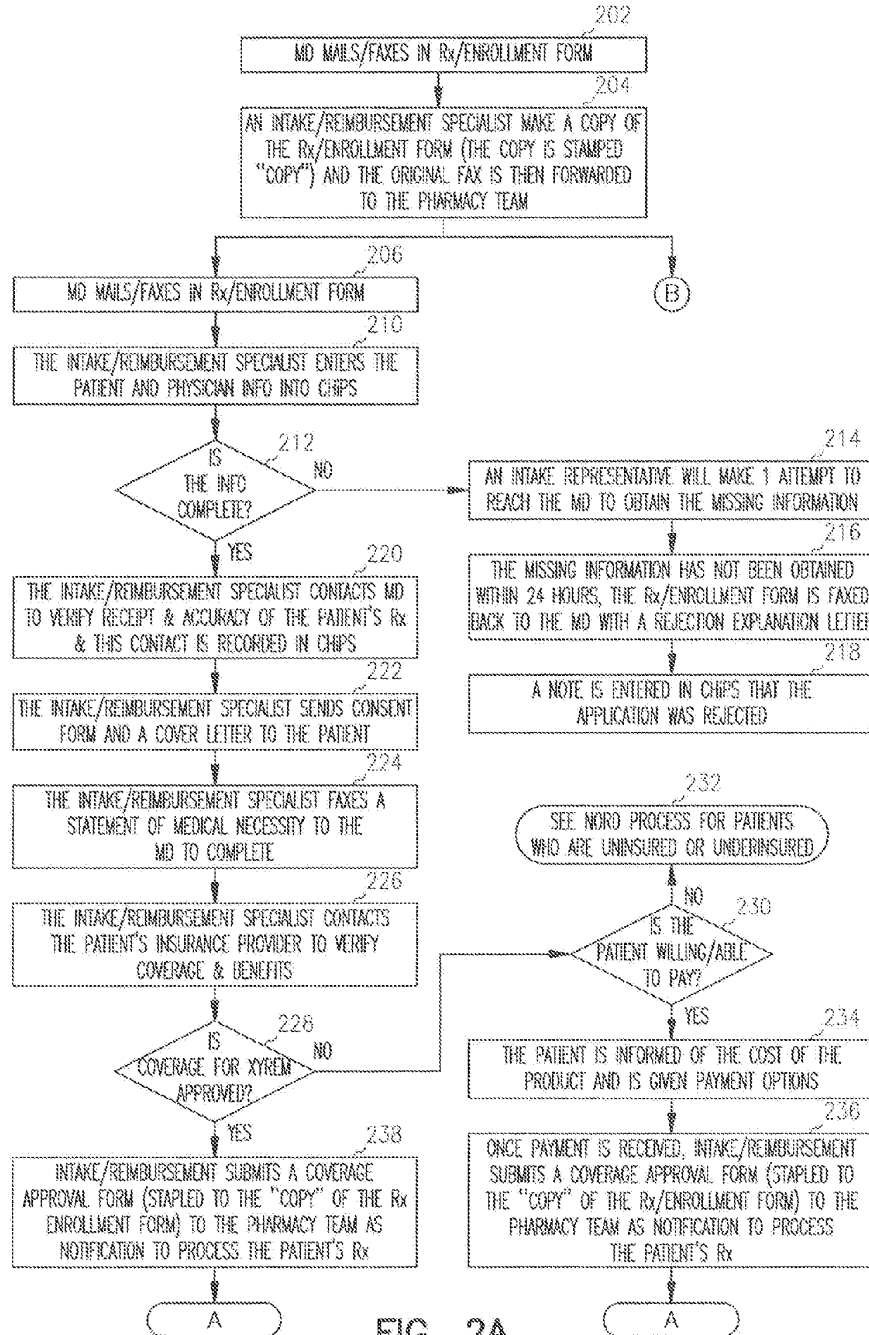 202
MD MAILS/FAXES IN Rx/ENROLLMENT FORM
204
AN INTAKE/REIMBURSEMENT SPECIALIST MAKE A COPY OF
THE Rx/ENROLLMENT FORM (THE COPY IS STAMPED
"COPY") AND THE ORIGINAL FAX IS THEN FORWARDED
TO THE PHARMACY TEAM
206
MD MAILS/FAXES IN Rx/ENROLLMENT FORM
B
210
THE INTAKE/REIMBURSEMENT SPECIALIST ENTERS THE
PATIENT AND PHYSICIAN INFO INTO CHIPS
212
IS
THE INFO
COMPLETE?
NO
YES
214
AN INTAKE REPRESENTATIVE WILL MAKE 1 ATTEMPT TO
REACH THE MD TO OBTAIN THE MISSING INFORMATION
216
THE MISSING INFORMATION HAS NOT BEEN OBTAINED
WITHIN 24 HOURS, THE Rx/ENROLLMENT FORM IS FAXED
BACK TO THE MD WITH A REJECTION EXPLANATION LETTER
218
A NOTE IS ENTERED IN CHIPS THAT THE
APPLICATION WAS REJECTED
220
THE INTAKE/REIMBURSEMENT SPECIALIST CONTACTS MD
TO VERIFY RECEIPT & ACCURACY OF THE PATIENT'S Rx
& THIS CONTACT IS RECORDED IN CHIPS
222
THE INTAKE/REIMBURSEMENT SPECIALIST SENDS CONSENT
FORM AND A COVER LETTER TO THE PATIENT
224
THE INTAKE/REIMBURSEMENT SPECIALIST FAXES A
STATEMENT OF MEDICAL NECESSITY TO THE
MD TO COMPLETE
226
THE INTAKE/REIMBURSEMENT SPECIALIST CONTACTS
THE PATIENT'S INSURANCE PROVIDER TO VERIFY
COVERAGE & BENEFITS
228
IS
COVERAGE FOR XYREM
APPROVED?
NO
YES
232
SEE NORD PROCESS FOR PATIENTS
WHO ARE UNINSURED OR UNDERINSURED
NO
230
IS THE
PATIENT WILLING/ABLE
TO PAY?
YES
234
THE PATIENT IS INFORMED OF THE COST OF THE
PRODUCT AND IS GIVEN PAYMENT OPTIONS
236
ONCE PAYMENT IS RECEIVED, INTAKE/REIMBURSEMENT
SUBMITS A COVERAGE APPROVAL FORM (STAPLED TO
THE "COPY" OF THE Rx/ENROLLMENT FORM) TO THE
PHARMACY TEAM AS NOTIFICATION TO PROCESS
THE PATIENT'S Rx
238
INTAKE/REIMBURSEMENT SUBMITS A COVERAGE
APPROVAL FORM (STAPLED TO THE "COPY" OF THE Rx
ENROLLMENT FORM) TO THE PHARMACY TEAM AS
NOTIFICATION TO PROCESS THE PATIENT'S Rx
A
A
FIG. 2A